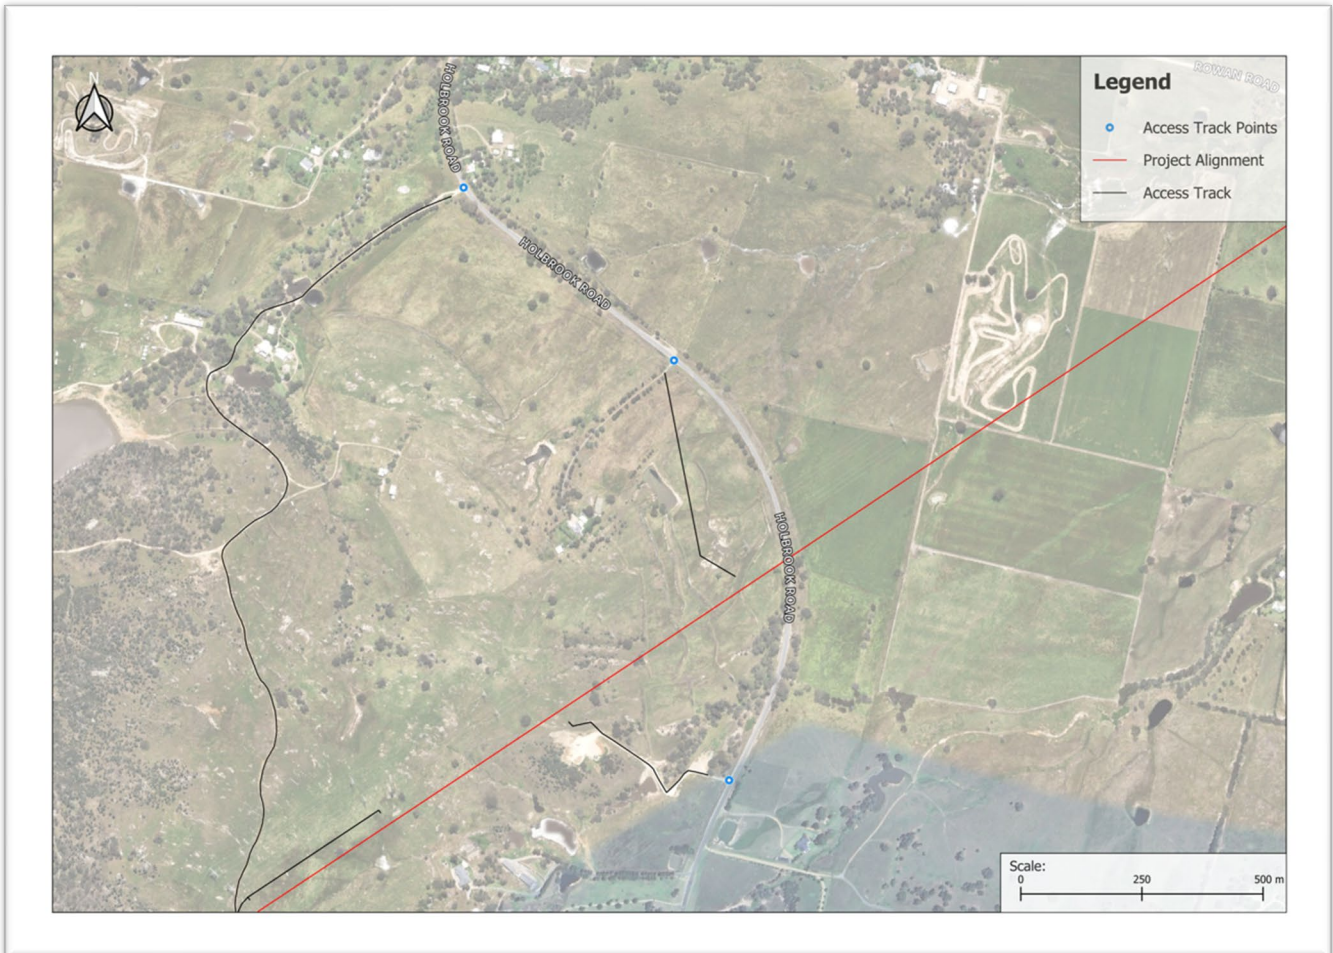 N
HOLBROOK ROAD
HOLBROOK ROAD
HOLBROOK ROAD
ROWAN ROAD
Legend
Access Track Points
Project Alignment
Access Track
Scale:
0 250 500 m